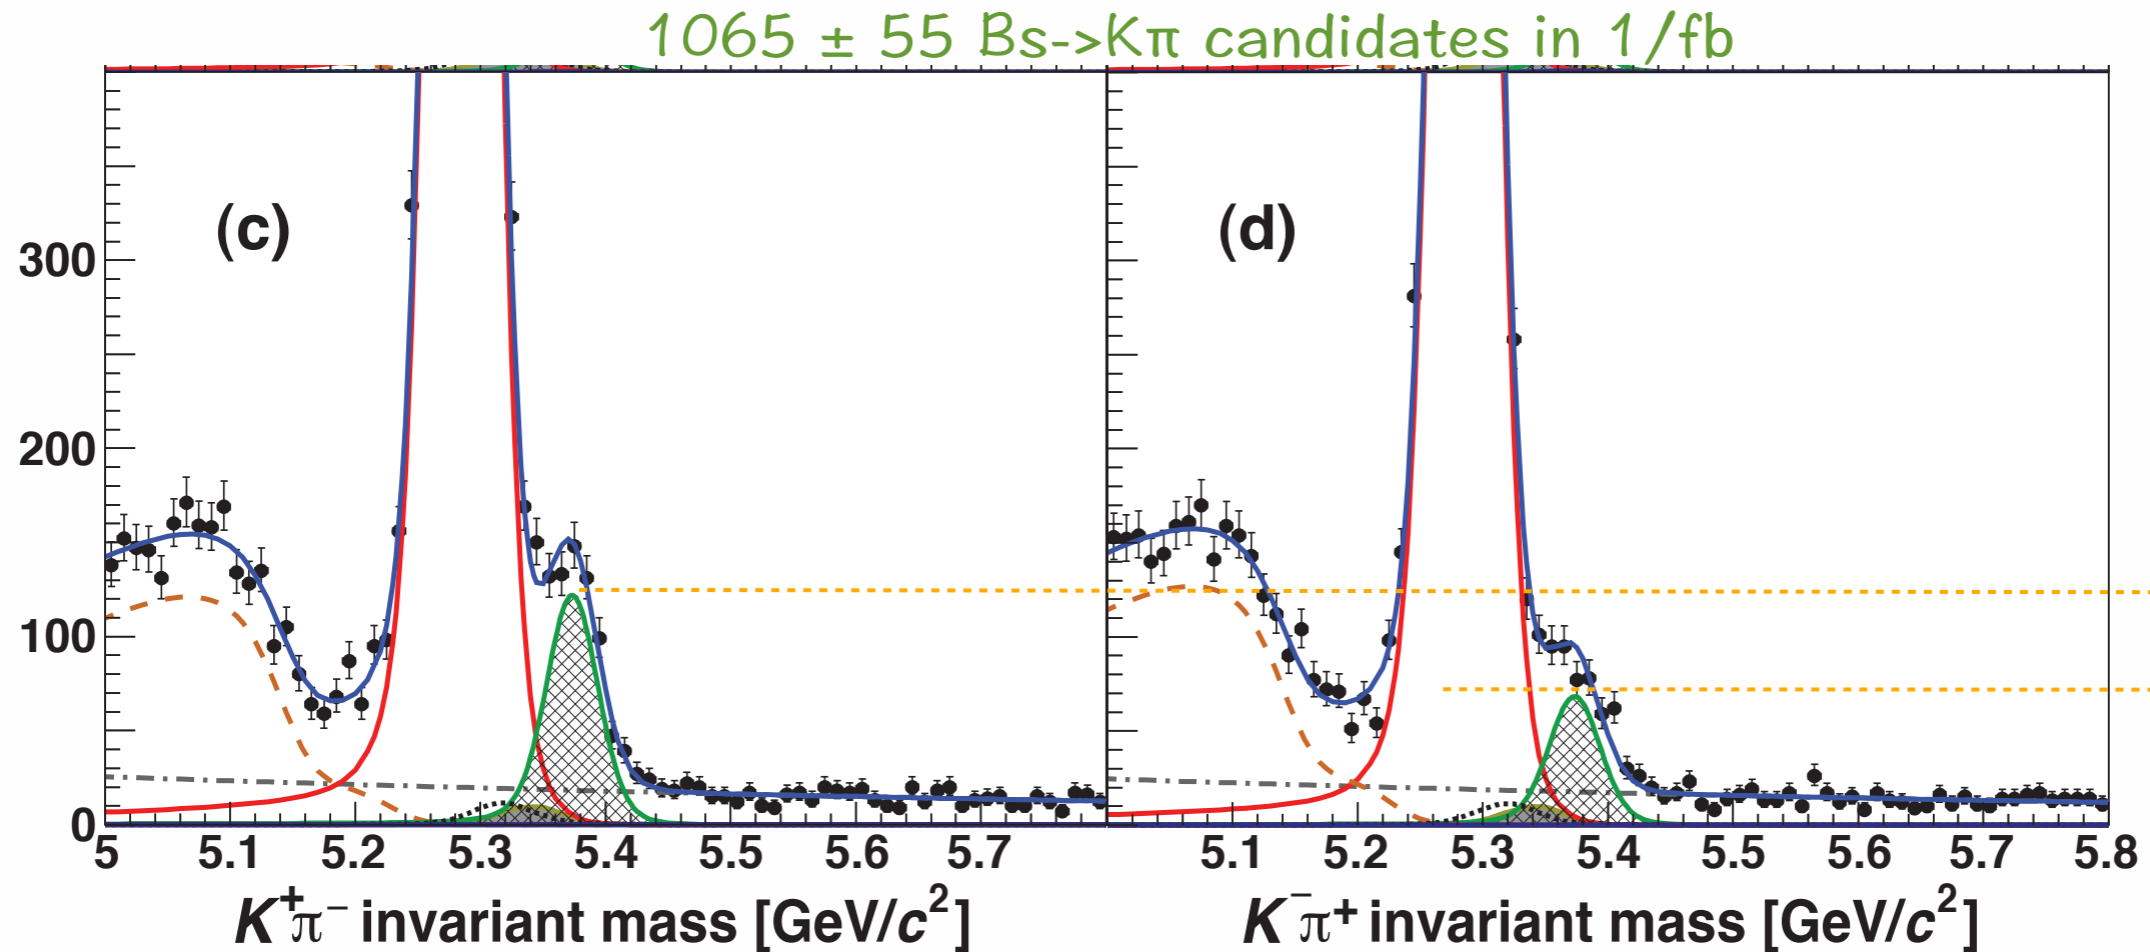 1065 ± 55 Bs->Kπ candidates in 1/fb
(c)
(d)
300
200
100
0
5 5.1 5.2 5.3 5.4 5.5 5.6 5.7
5.1 5.2 5.3 5.4 5.5 5.6 5.7 5.8
K⁺π⁻ invariant mass [GeV/c²]
K⁻π⁺ invariant mass [GeV/c²]